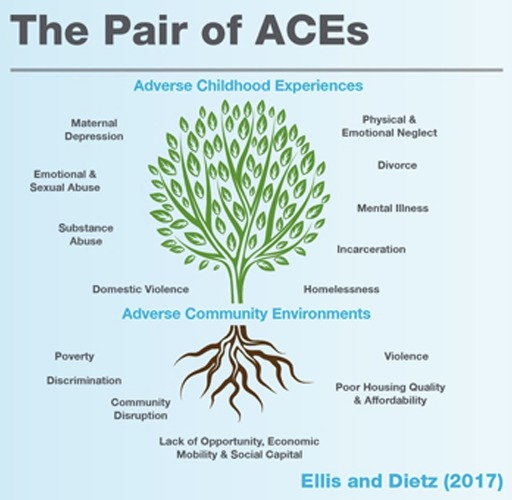 The Pair of ACEs
Adverse Childhood Experiences
Maternal
Depression
Physical &
Emotional Neglect
Divorce
Emotional &
Sexual Abuse
Mental Illness
Substance
Abuse
Incarceration
Domestic Violence
Homelessness
Adverse Community Environments
Poverty
Violence
Discrimination
Poor Housing Quality
& Affordability
Community
Disruption
Lack of Opportunity, Economic
Mobility & Social Capital
Ellis and Dietz (2017)